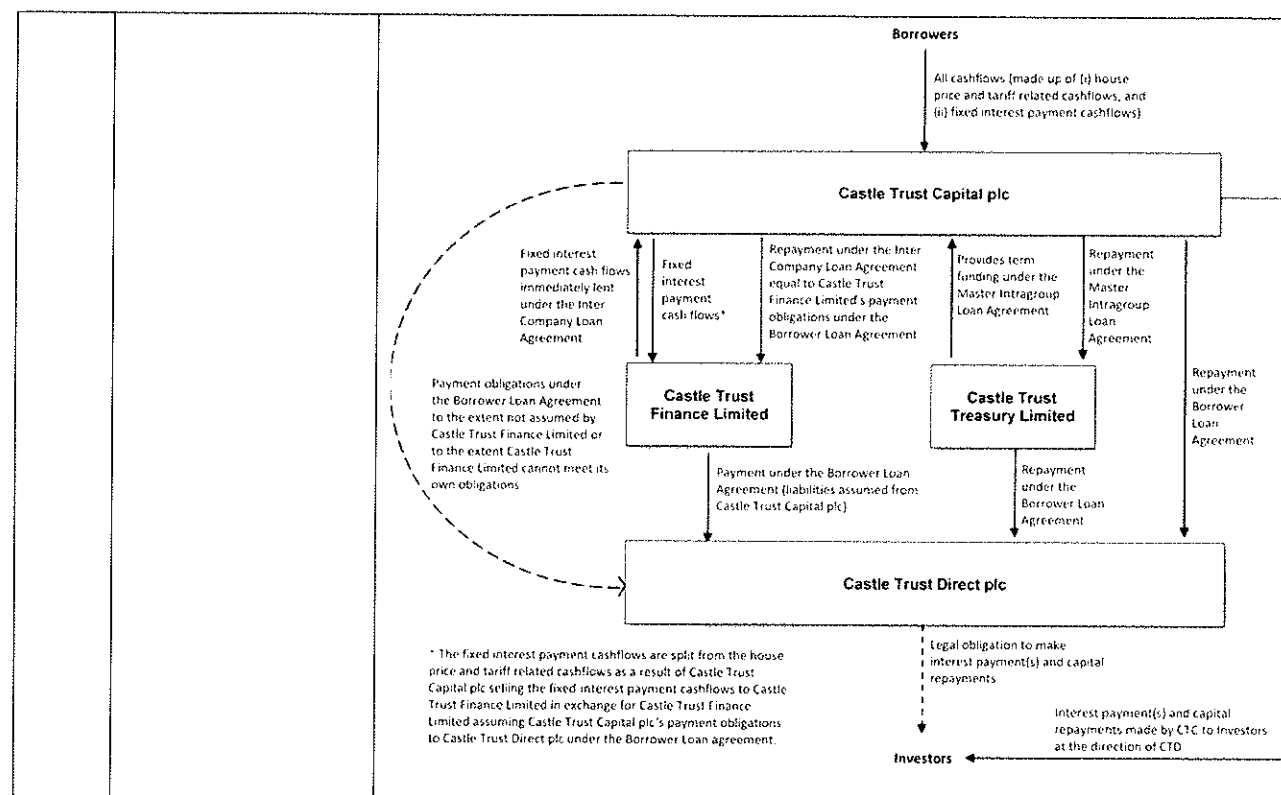 Borrowers
All cashflows (made up of (i) house
price and tariff related cashflows, and
(ii) fixed interest payment cashflows)
Castle Trust Capital plc
Fixed interest
payment cash flows
immediately lent
under the Inter
Company Loan
Agreement
Fixed
interest
payment
cash flows*
Repayment under the Inter
Company Loan Agreement
equal to Castle Trust
Finance Limited's payment
obligations under the
Borrower Loan Agreement
Provides term
funding under the
Master Intragroup
Loan Agreement
Repayment
under the
Master
Intragroup
Loan
Agreement
Repayment
under the
Borrower
Loan
Agreement
Payment obligations under
the Borrower Loan Agreement
to the extent not assumed by
Castle Trust Finance Limited or
to the extent Castle Trust
Finance Limited cannot meet its
own obligations
Castle Trust
Finance Limited
Castle Trust
Treasury Limited
Payment under the Borrower Loan
Agreement (liabilities assumed from
Castle Trust Capital plc)
Repayment
under the
Borrower Loan
Agreement
Castle Trust Direct plc
Legal obligation to make
interest payment(s) and capital
repayments
* The fixed interest payment cashflows are split from the house
price and tariff related cashflows as a result of Castle Trust
Capital plc selling the fixed interest payment cashflows to Castle
Trust Finance Limited in exchange for Castle Trust Finance
Limited assuming Castle Trust Capital plc's payment obligations
to Castle Trust Direct plc under the Borrower Loan agreement.
Interest payment(s) and capital
repayments made by CTC to Investors
at the direction of CTD
Investors